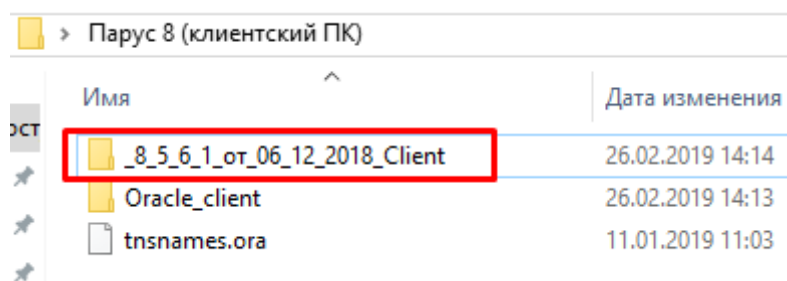 Парус 8 (клиентский ПК)
Имя Дата изменения
ост
_8_5_6_1_от_06_12_2018_Client 26.02.2019 14:14
Oracle_client 26.02.2019 14:13
tnsnames.ora 11.01.2019 11:03